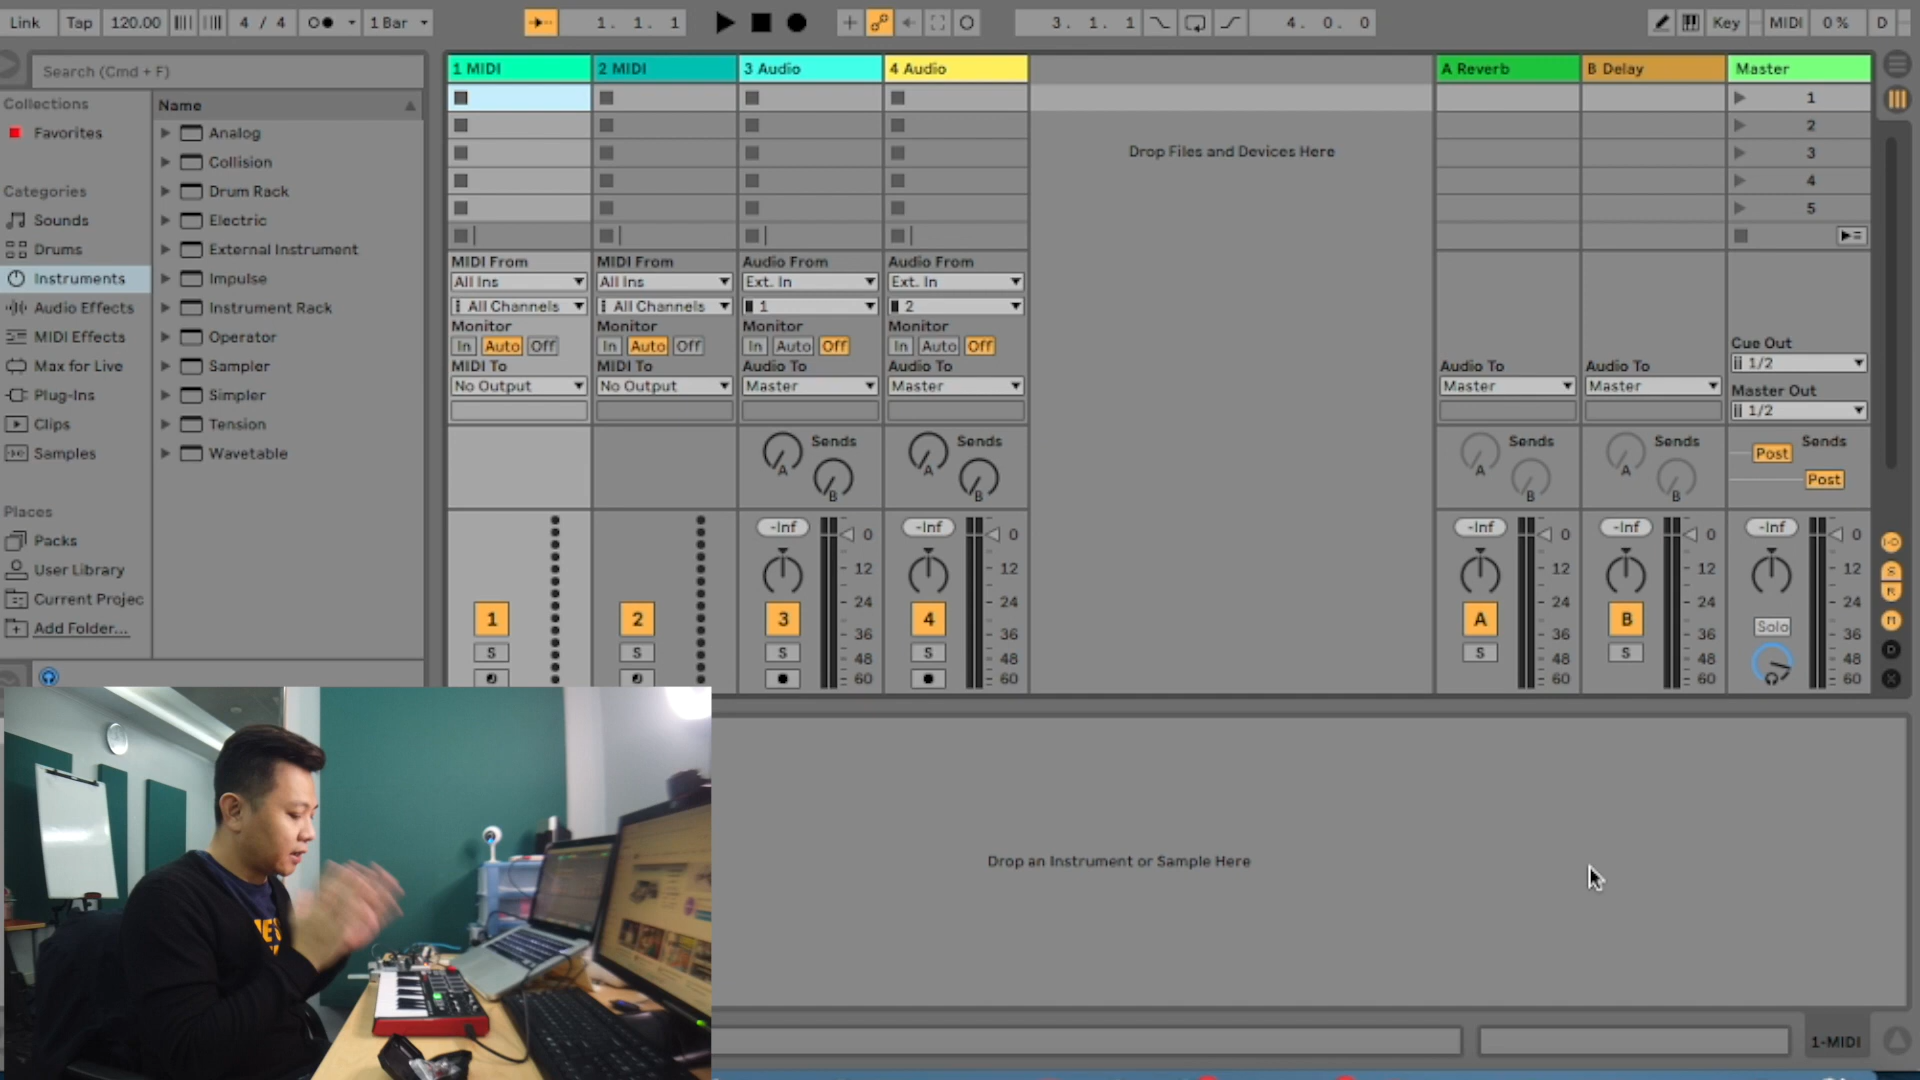 Link
Tap
120.00
4 / 4
1 Bar
1. 1. 1
3. 1. 1
4. 0. 0
Key
MIDI
0 %
D
Search (Cmd + F)
Collections
Favorites
Categories
Sounds
Drums
Instruments
Audio Effects
MIDI Effects
Max for Live
Plug-Ins
Clips
Samples
Places
Packs
User Library
Current Projec
Add Folder...
Name
Analog
Collision
Drum Rack
Electric
External Instrument
Impulse
Instrument Rack
Operator
Sampler
Simpler
Tension
Wavetable
1 MIDI
2 MIDI
3 Audio
4 Audio
A Reverb
B Delay
Master
Drop Files and Devices Here
1
2
3
4
5
MIDI From
All Ins
All Channels
Monitor
In Auto Off
MIDI To
No Output
1
S
MIDI From
All Ins
All Channels
Monitor
In Auto Off
MIDI To
No Output
2
S
Audio From
Ext. In
1
Monitor
In Auto Off
Audio To
Master
Sends
A
B
-Inf
0
12
24
36
48
60
3
S
Audio From
Ext. In
2
Monitor
In Auto Off
Audio To
Master
Sends
A
B
-Inf
0
12
24
36
48
60
4
S
Audio To
Master
Sends
A
B
-Inf
0
12
24
36
48
60
A
S
Audio To
Master
Sends
A
B
-Inf
0
12
24
36
48
60
B
S
Cue Out
1/2
Master Out
1/2
Sends
Post
Post
-Inf
0
12
24
36
48
60
Solo
I-O
S
R
M
D
X
Drop an Instrument or Sample Here
1-MIDI